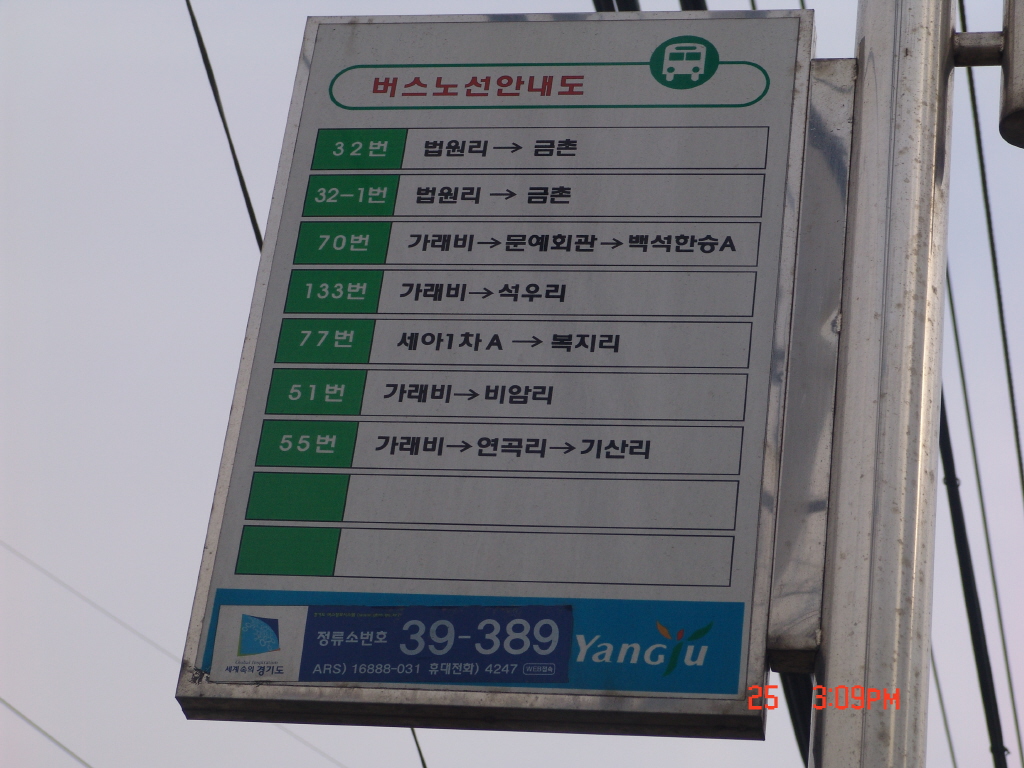 버스노선안내도
32번 법원리→ 금촌
32-1번 법원리 → 금촌
70번 가래비→문예회관→백석한승A
133번 가래비→석우리
77번 세아1차A → 복지리
51번 가래비→비암리
55번 가래비→연곡리→기산리
정류소번호 39-389
ARS) 16888-031 휴대전화) 4247
세계속의 경기도
Yangju
25 3:09PM